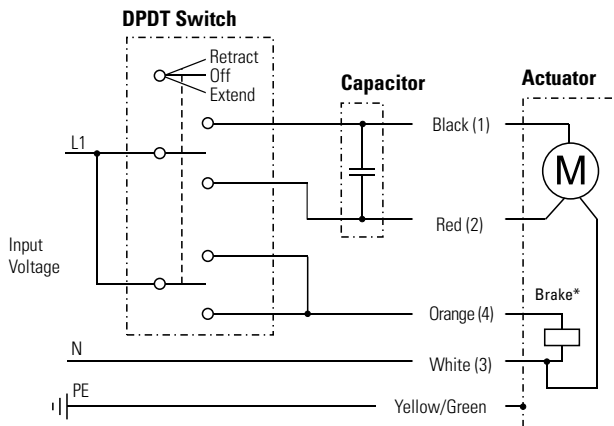 DPDT Switch
Retract
Off
Extend
Capacitor
Actuator
L1
Black (1)
M
Red (2)
Input
Voltage
Brake*
Orange (4)
N
White (3)
PE
Yellow/Green